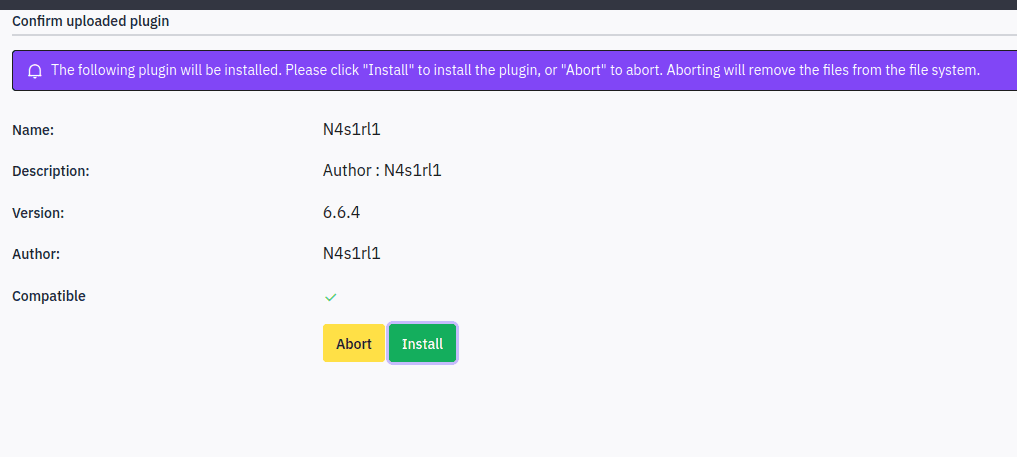 Confirm uploaded plugin
The following plugin will be installed. Please click "Install" to install the plugin, or "Abort" to abort. Aborting will remove the files from the file system.
Name: N4s1rl1
Description: Author : N4s1rl1
Version: 6.6.4
Author: N4s1rl1
Compatible
Abort Install